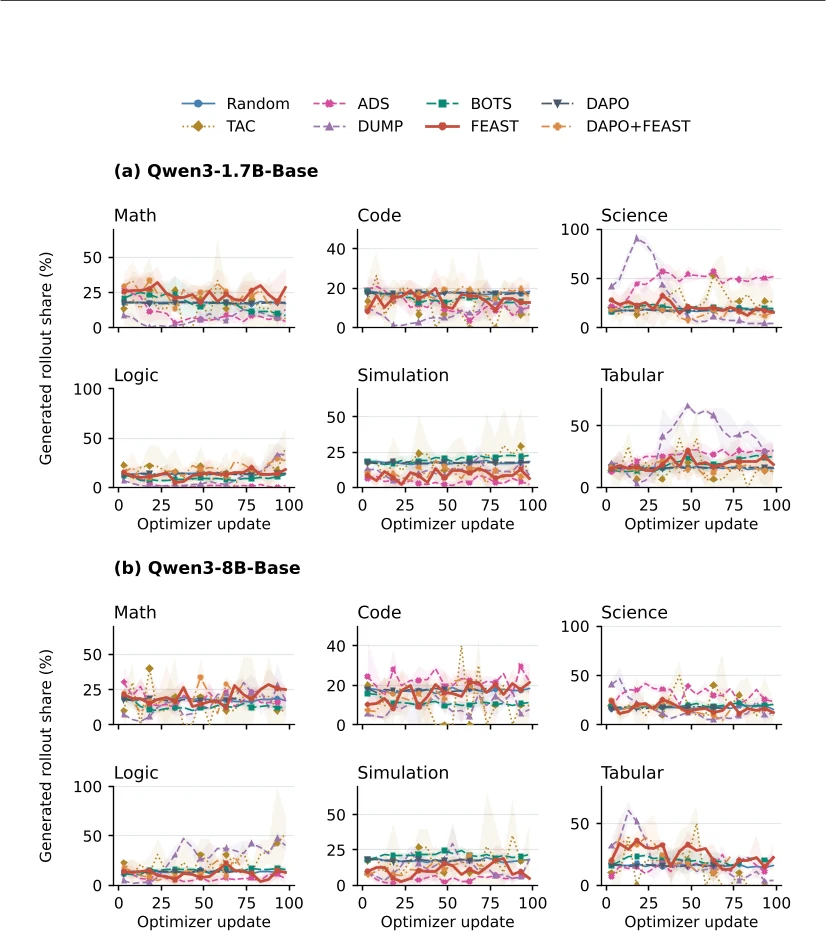 Random ADS BOTS DAPO
TAC DUMP FEAST DAPO+FEAST
(a) Qwen3-1.7B-Base
Generated rollout share (%)
Math Code Science
50 25 0
40 20 0
100 50 0
Logic Simulation Tabular
100 50 0
50 25 0
50 0
0 25 50 75 100 0 25 50 75 100 0 25 50 75 100
Optimizer update Optimizer update Optimizer update
(b) Qwen3-8B-Base
Generated rollout share (%)
Math Code Science
50 25 0
40 20 0
100 50 0
Logic Simulation Tabular
100 50 0
50 25 0
50 0
0 25 50 75 100 0 25 50 75 100 0 25 50 75 100
Optimizer update Optimizer update Optimizer update